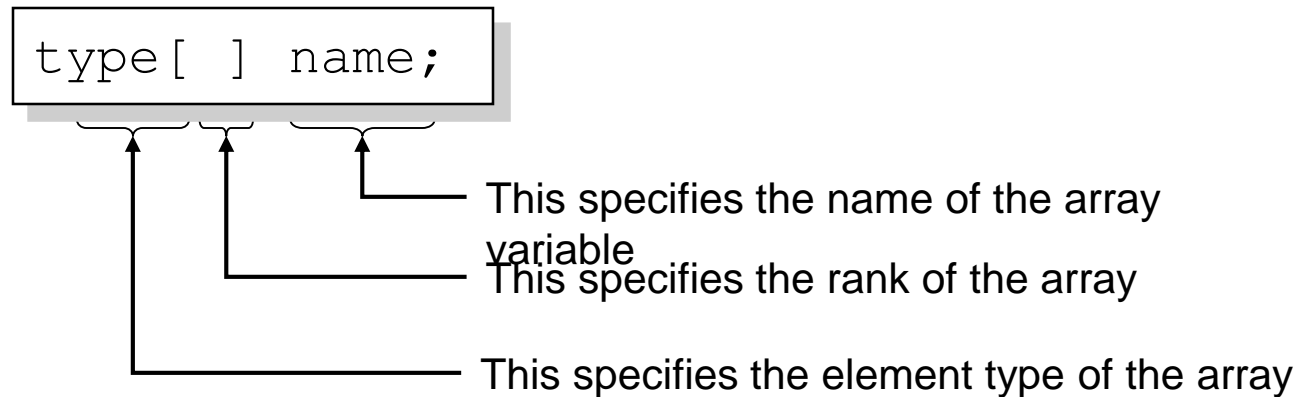 type[ ] name;
This specifies the name of the array
variable
This specifies the rank of the array
This specifies the element type of the array